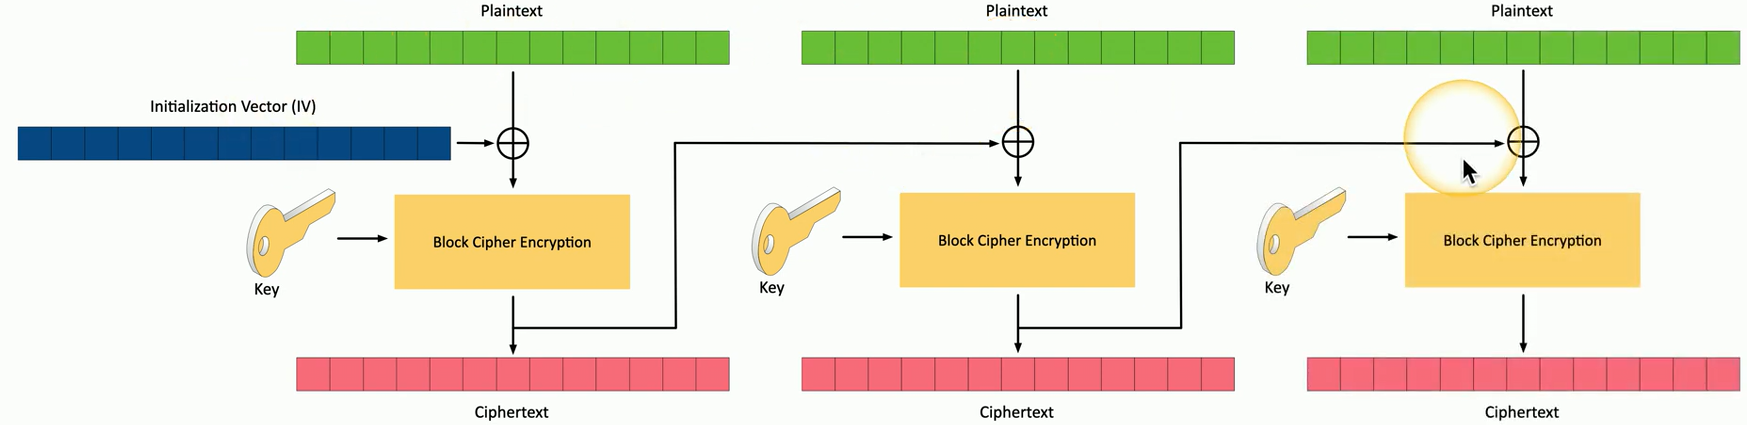 Plaintext
Plaintext
Plaintext
Initialization Vector (IV)
Block Cipher Encryption
Block Cipher Encryption
Block Cipher Encryption
Key
Key
Key
Ciphertext
Ciphertext
Ciphertext